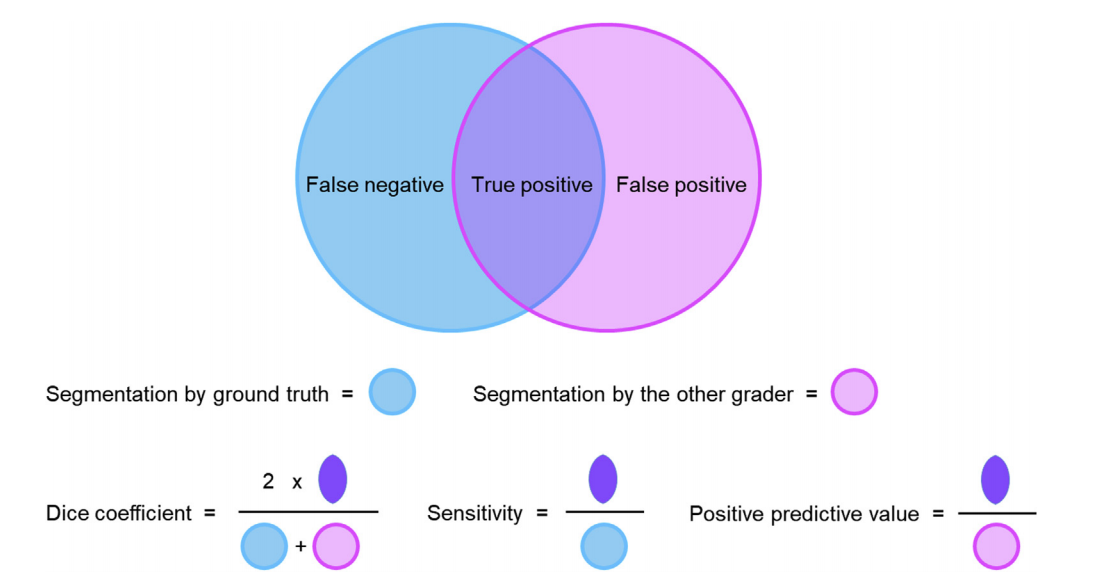 False negative True positive False positive
Segmentation by ground truth =
Segmentation by the other grader =
2 x
Dice coefficient =
+
Sensitivity =
Positive predictive value =